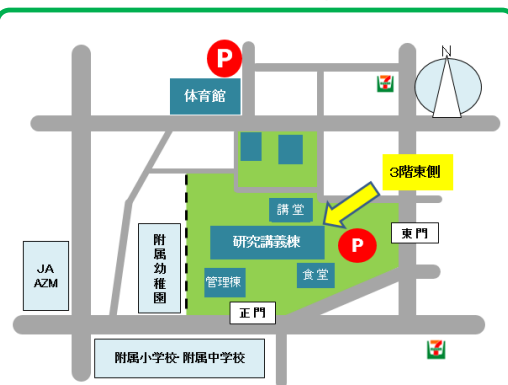 P
N
体育館
3階東側
講堂
研究講義棟
P
東門
附属幼稚園
JA
AZM
管理棟
食堂
正門
附属小学校・附属中学校